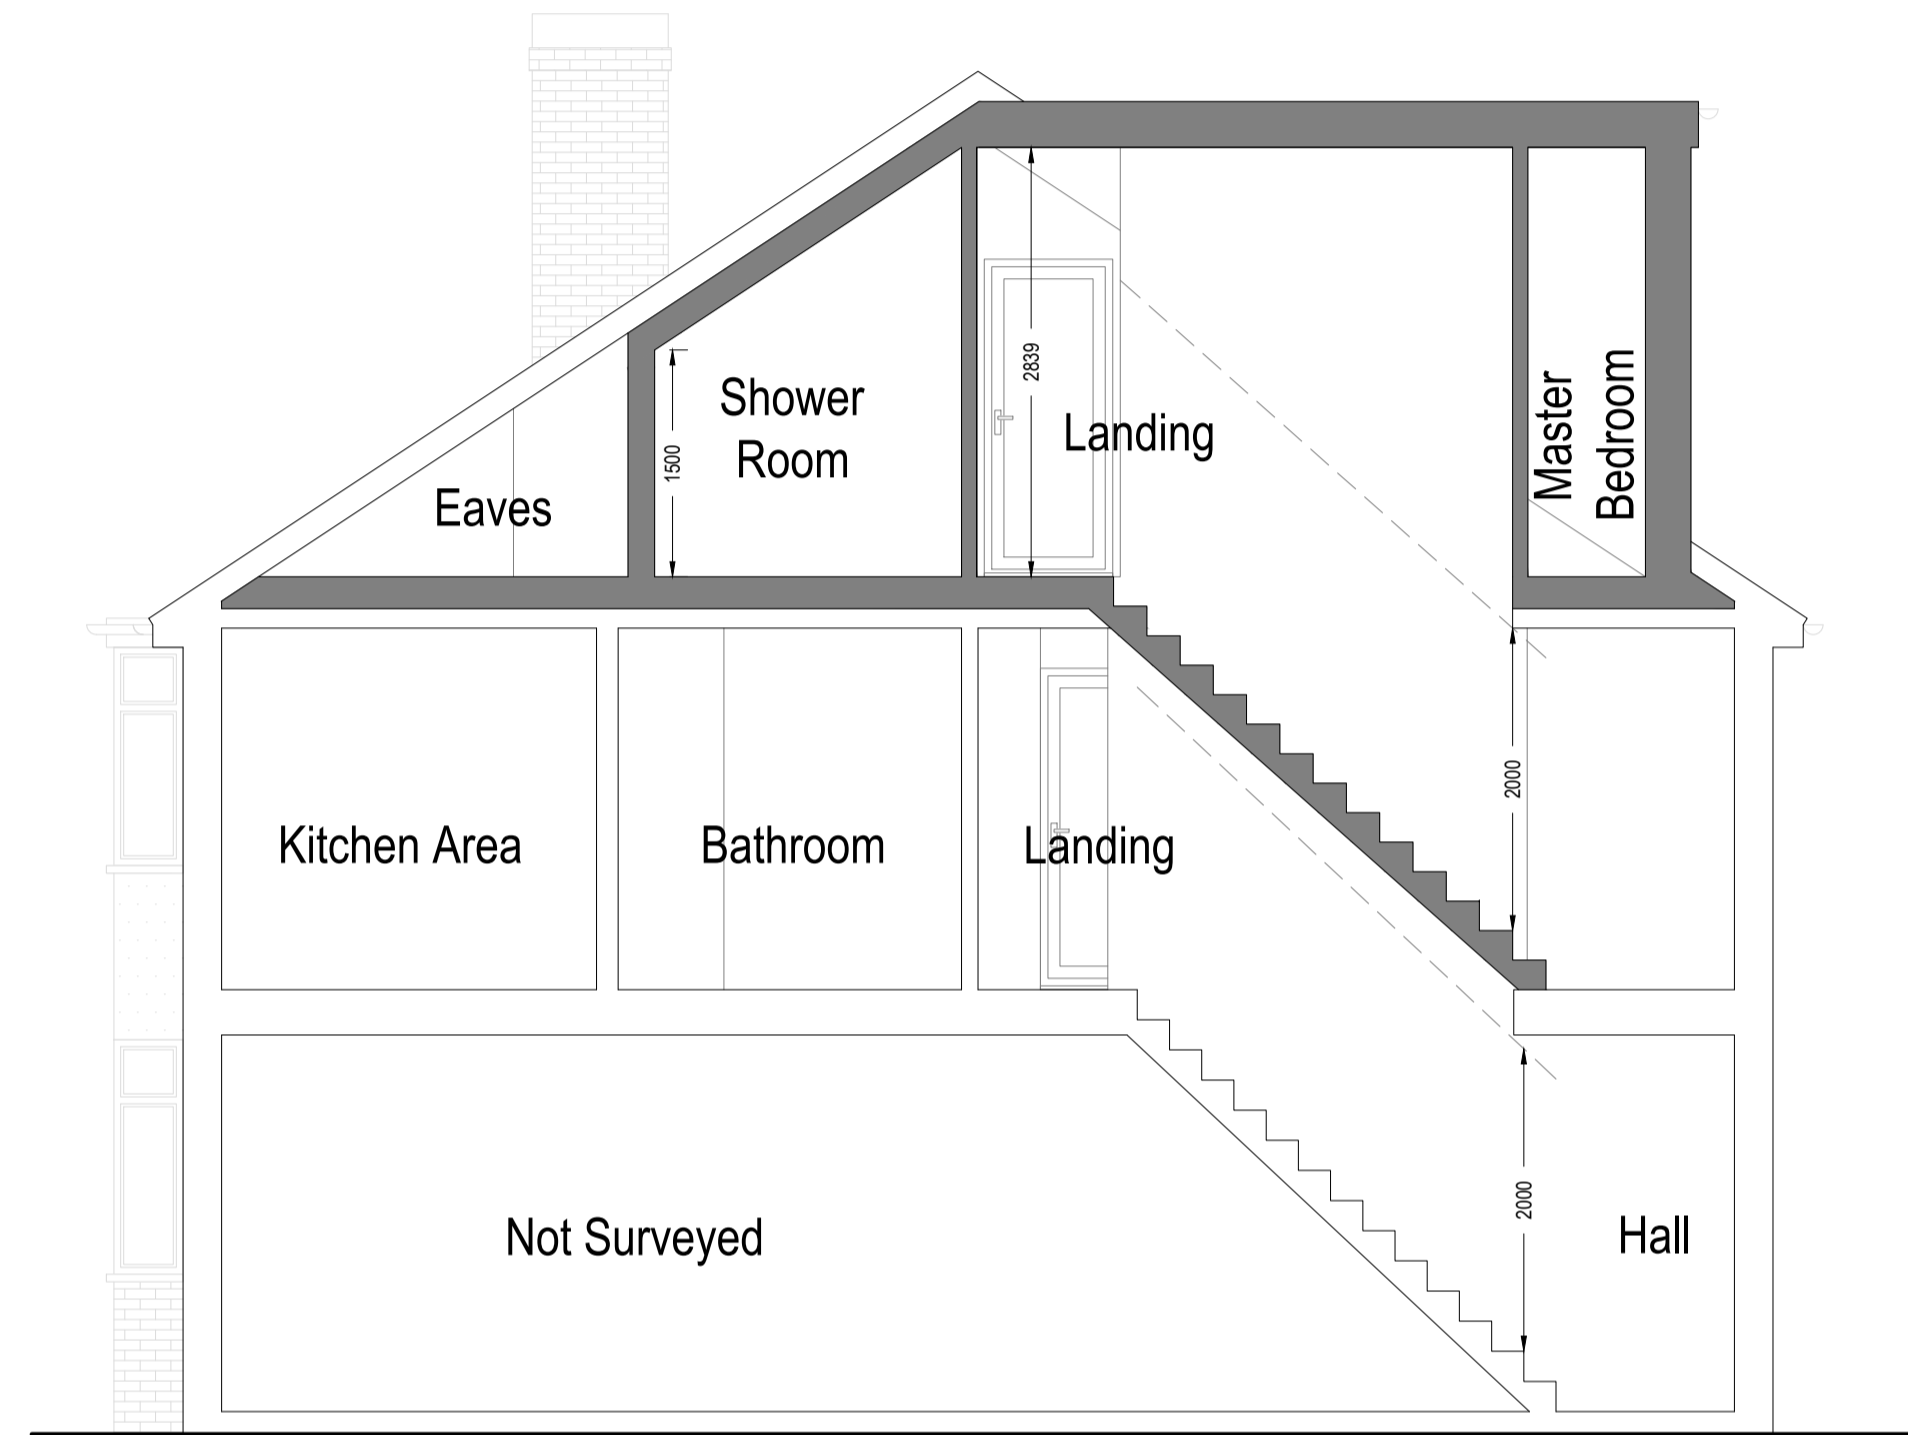 2839
Shower
Room
1500
Landing
Master
Bedroom
Eaves
2000
Kitchen Area
Bathroom
Landing
2000
Not Surveyed
Hall